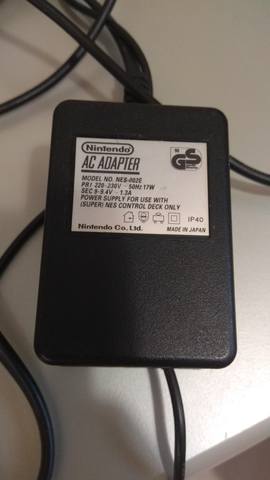 Nintendo
AC ADAPTER
MODEL NO. NES-002E
PRI 220-230V~ 50Hz 17W
SEC 9-9.4V~ 1.3A
POWER SUPPLY FOR USE WITH
(SUPER) NES CONTROL DECK ONLY
IP40
Nintendo Co., Ltd.
MADE IN JAPAN
GS